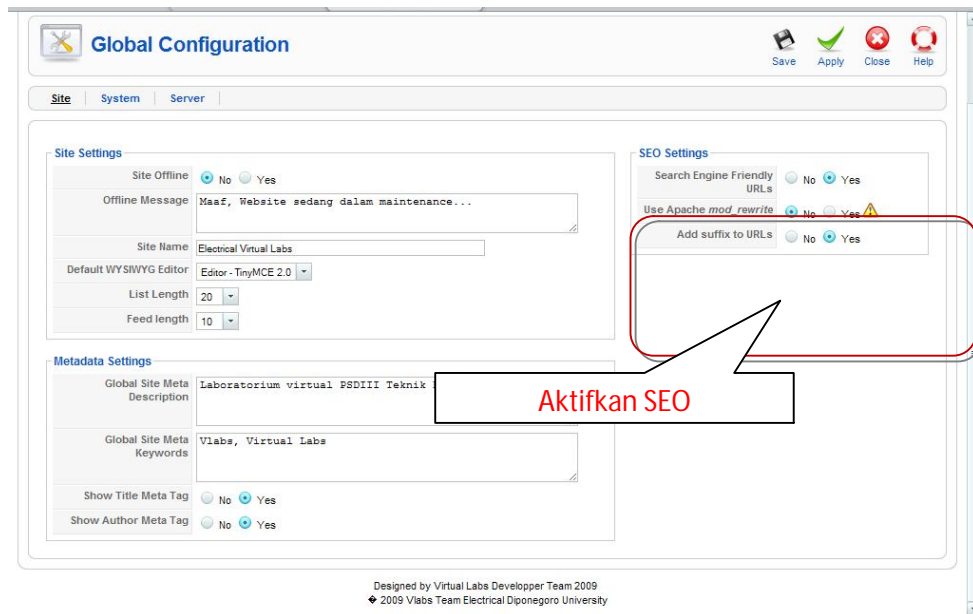 Global Configuration
Save Apply Close Help
Site System Server
Site Settings
Site Offline No Yes
Offline Message Maaf, Website sedang dalam maintenance...
Site Name Electrical Virtual Labs
Default WYSIWYG Editor Editor - TinyMCE 2.0
List Length 20
Feed length 10
SEO Settings
Search Engine Friendly
URLs No Yes
Use Apache mod_rewrite No Yes
Add suffix to URLs No Yes
Metadata Settings
Global Site Meta
Description
Laboratorium virtual PSDIII Teknik
Aktifkan SEO
Global Site Meta
Keywords
Vlabs, Virtual Labs
Show Title Meta Tag No Yes
Show Author Meta Tag No Yes
Designed by Virtual Labs Developper Team 2009
� 2009 Vlabs Team Electrical Diponegoro University